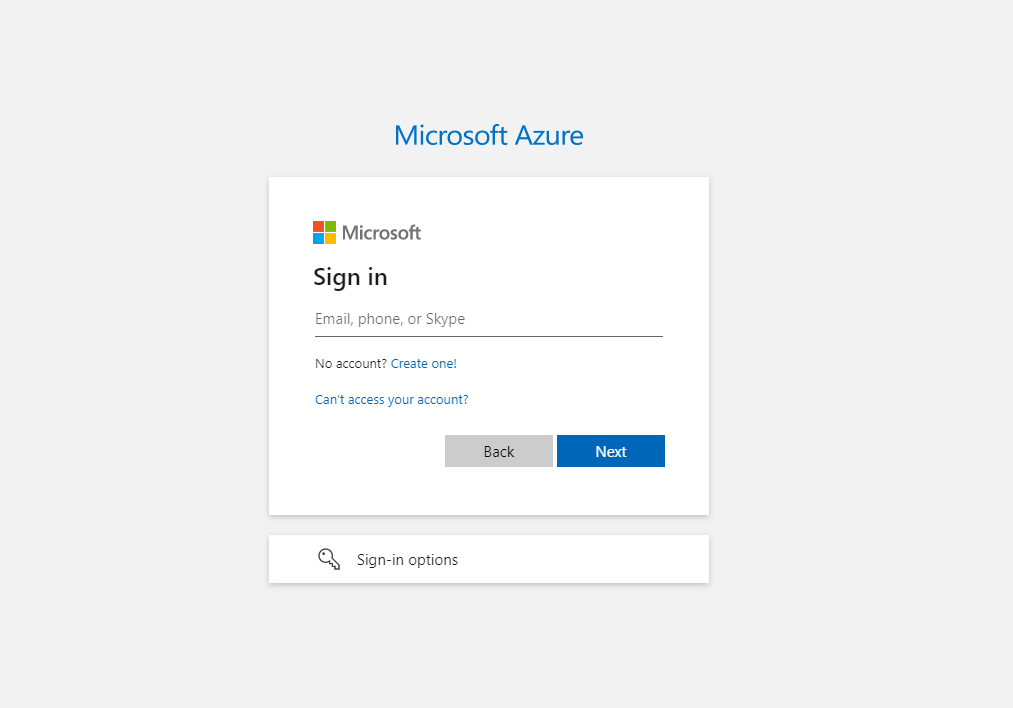 Microsoft Azure
Microsoft
Sign in
Email, phone, or Skype
No account? Create one!
Can't access your account?
Back Next
Sign-in options